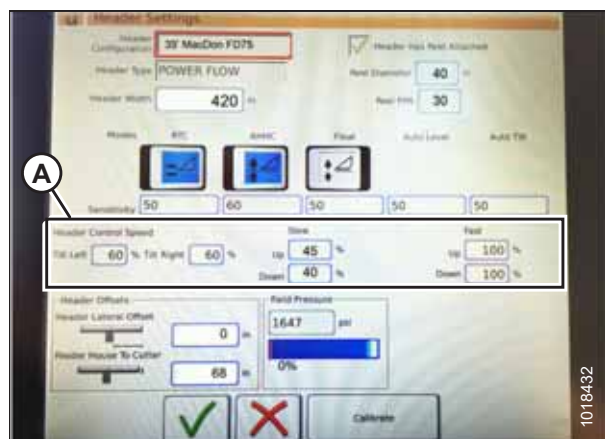 Header Settings
Header Configuration 35' MacDon FD75 Header Has Reel Attached
Header Type POWER FLOW Reel Diameter 40 in
Header Width 420 in Reel PPR 30
Modes RTC AHHC Float Auto Level Auto Tilt
Sensitivity 50 60 50 50 50
A
Header Control Speed Slow Fast
Tilt Left 60 % Tilt Right 60 % Up 45 % Up 100 %
Down 40 % Down 100 %
Header Offsets Field Pressure
Header Lateral Offset 0 in 1647 psi
Feeder House To Cutter 68 in 0%
Calibrate
1018432